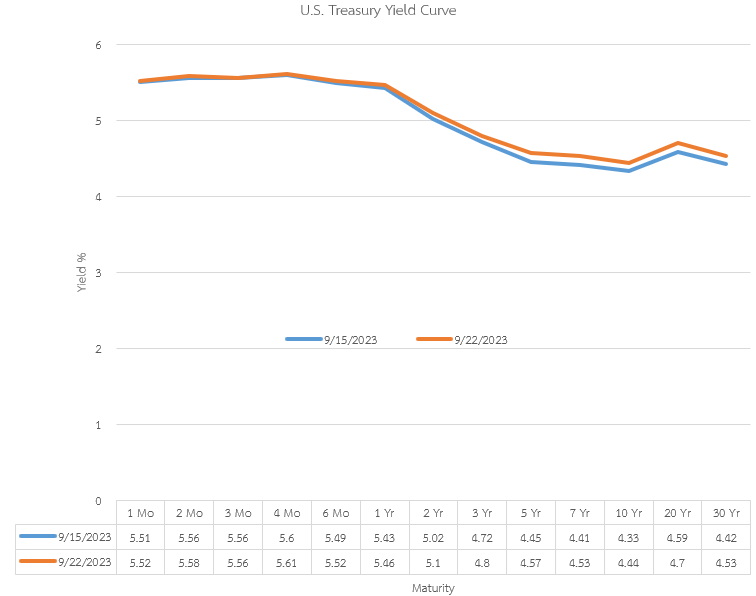 U.S. Treasury Yield Curve
6
5
4
3
2
1
0
Yield %
9/15/2023 9/22/2023
1 Mo 2 Mo 3 Mo 4 Mo 6 Mo 1 Yr 2 Yr 3 Yr 5 Yr 7 Yr 10 Yr 20 Yr 30 Yr
9/15/2023 5.51 5.56 5.56 5.6 5.49 5.43 5.02 4.72 4.45 4.41 4.33 4.59 4.42
9/22/2023 5.52 5.58 5.56 5.61 5.52 5.46 5.1 4.8 4.57 4.53 4.44 4.7 4.53
Maturity